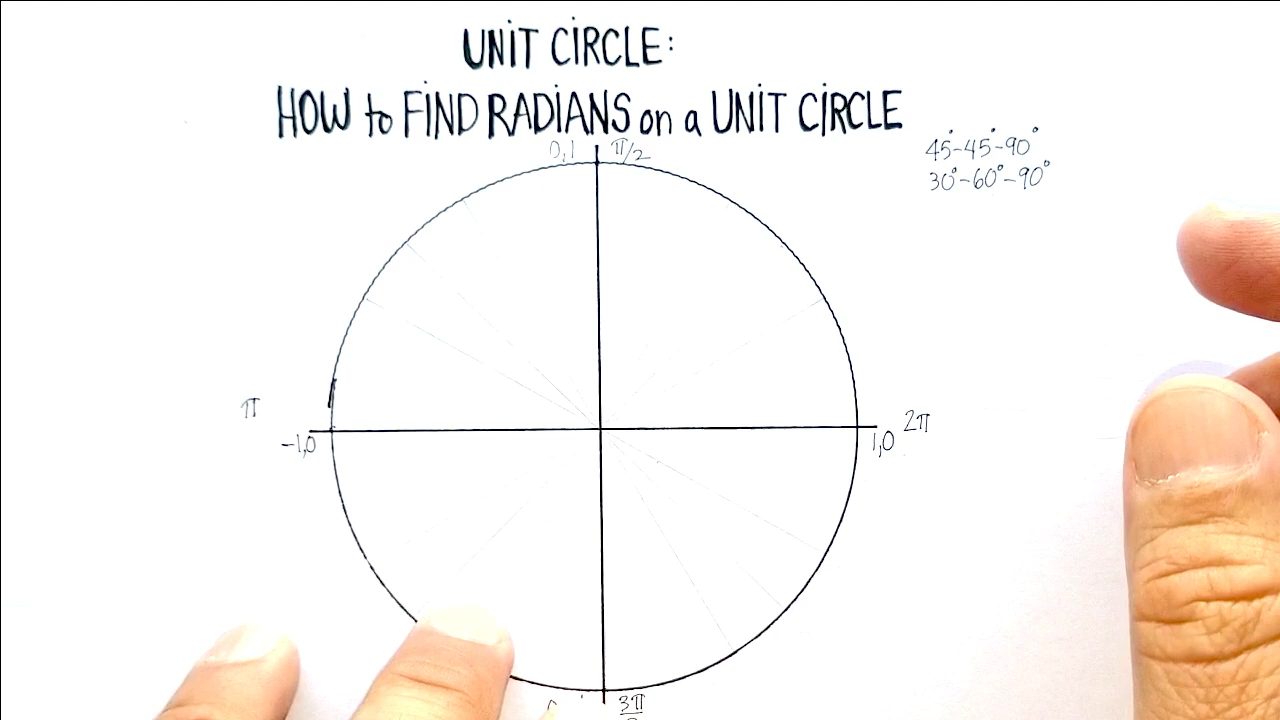 UNIT CIRCLE:
HOW to FIND RADIANS on a UNIT CIRCLE
45°-45°-90°
30°-60°-90°
0,1 π/2
π
-1,0
2π
1,0
3π